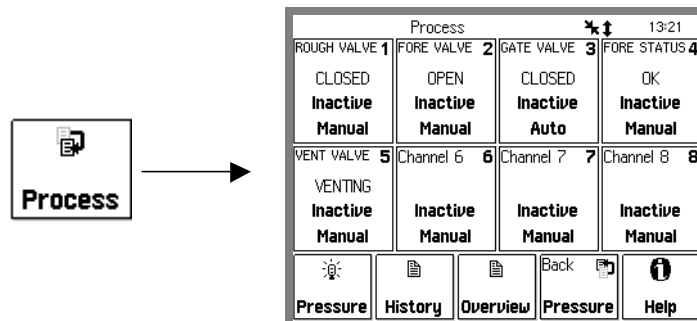 Process
Process 13:21
ROUGH VALVE 1 FORE VALVE 2 GATE VALVE 3 FORE STATUS 4
CLOSED OPEN CLOSED OK
Inactive Inactive Inactive Inactive
Manual Manual Auto Manual
VENT VALVE 5 Channel 6 6 Channel 7 7 Channel 8 8
VENTING
Inactive Inactive Inactive Inactive
Manual Manual Manual Manual
Back
Pressure History Overview Pressure Help